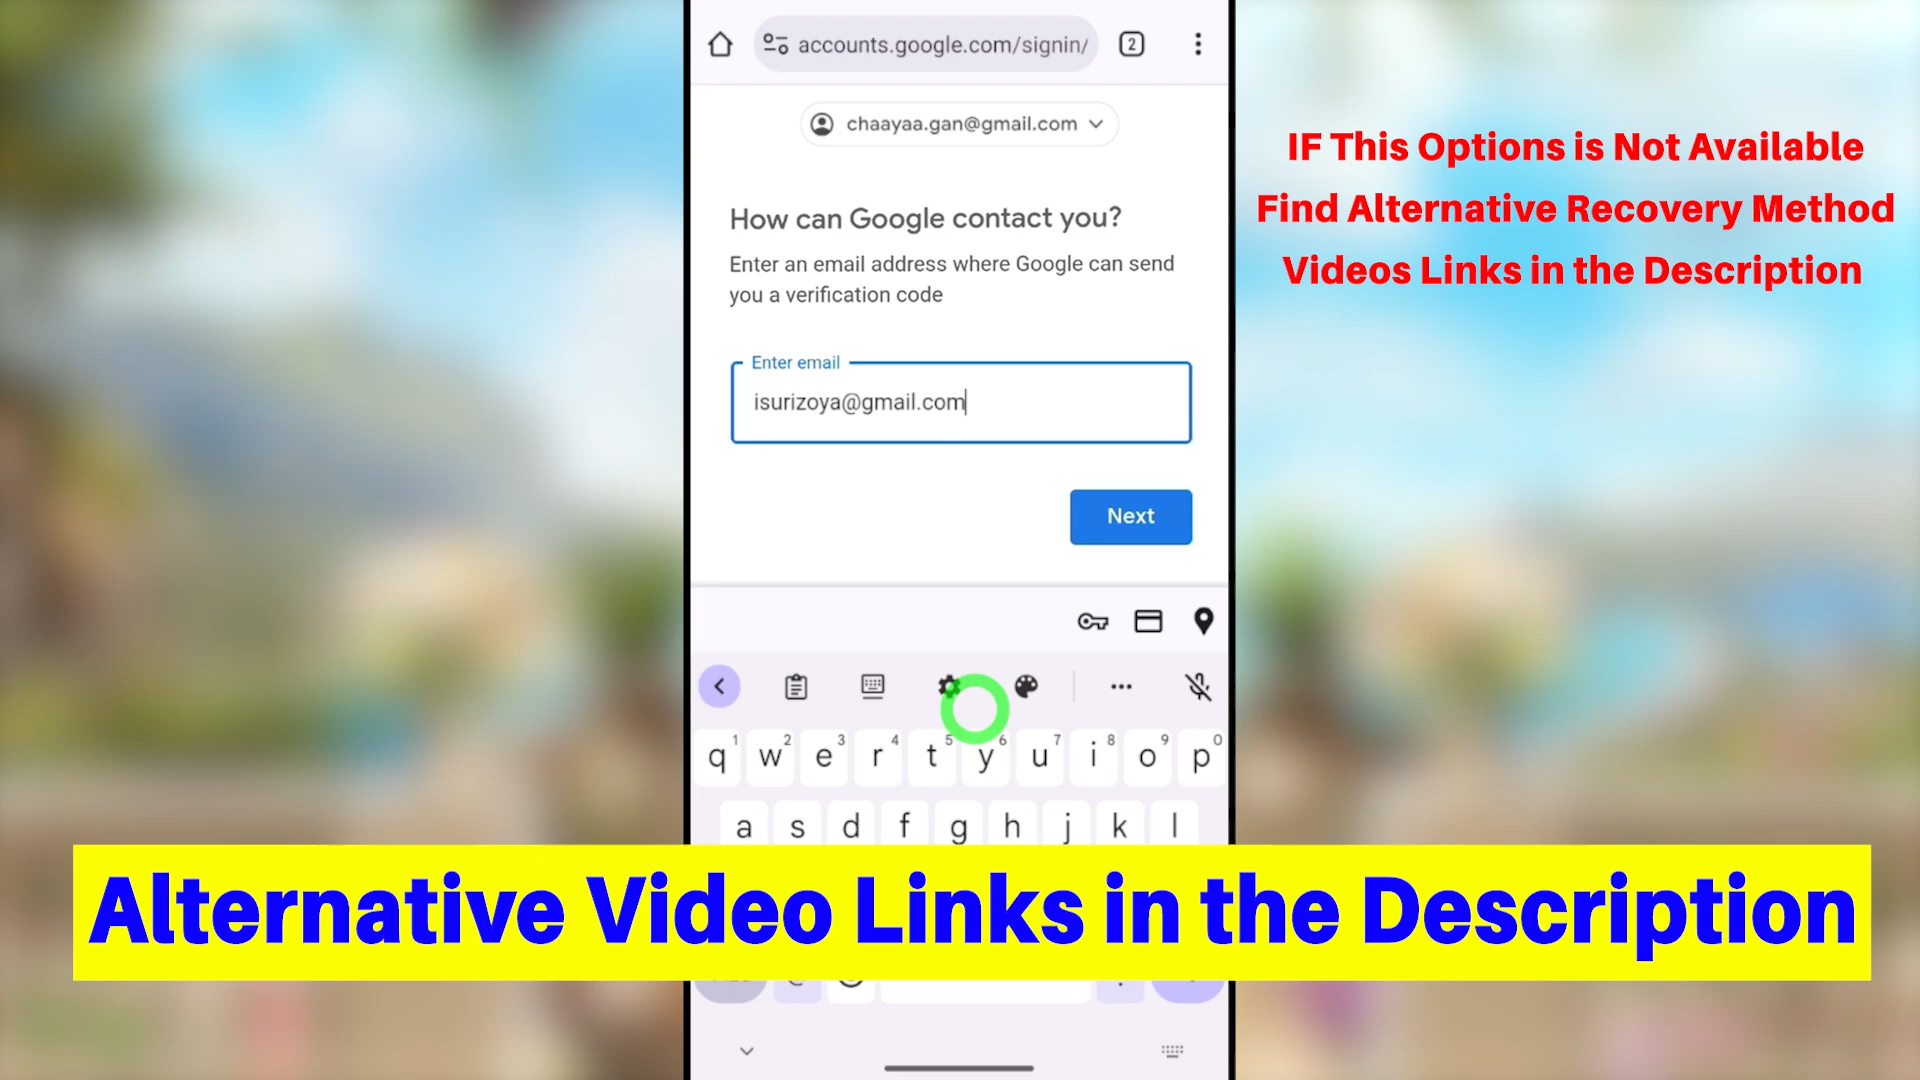 2
accounts.google.com/signin/
chaayaa.gan@gmail.com
How can Google contact you?
Enter an email address where Google can send
you a verification code
Enter email
isurizoya@gmail.com
Next
IF This Options is Not Available
Find Alternative Recovery Method
Videos Links in the Description
1 2 3 4 5 6 7 8 9 0
q w e r t y u i o p
a s d f g h j k l
Alternative Video Links in the Description